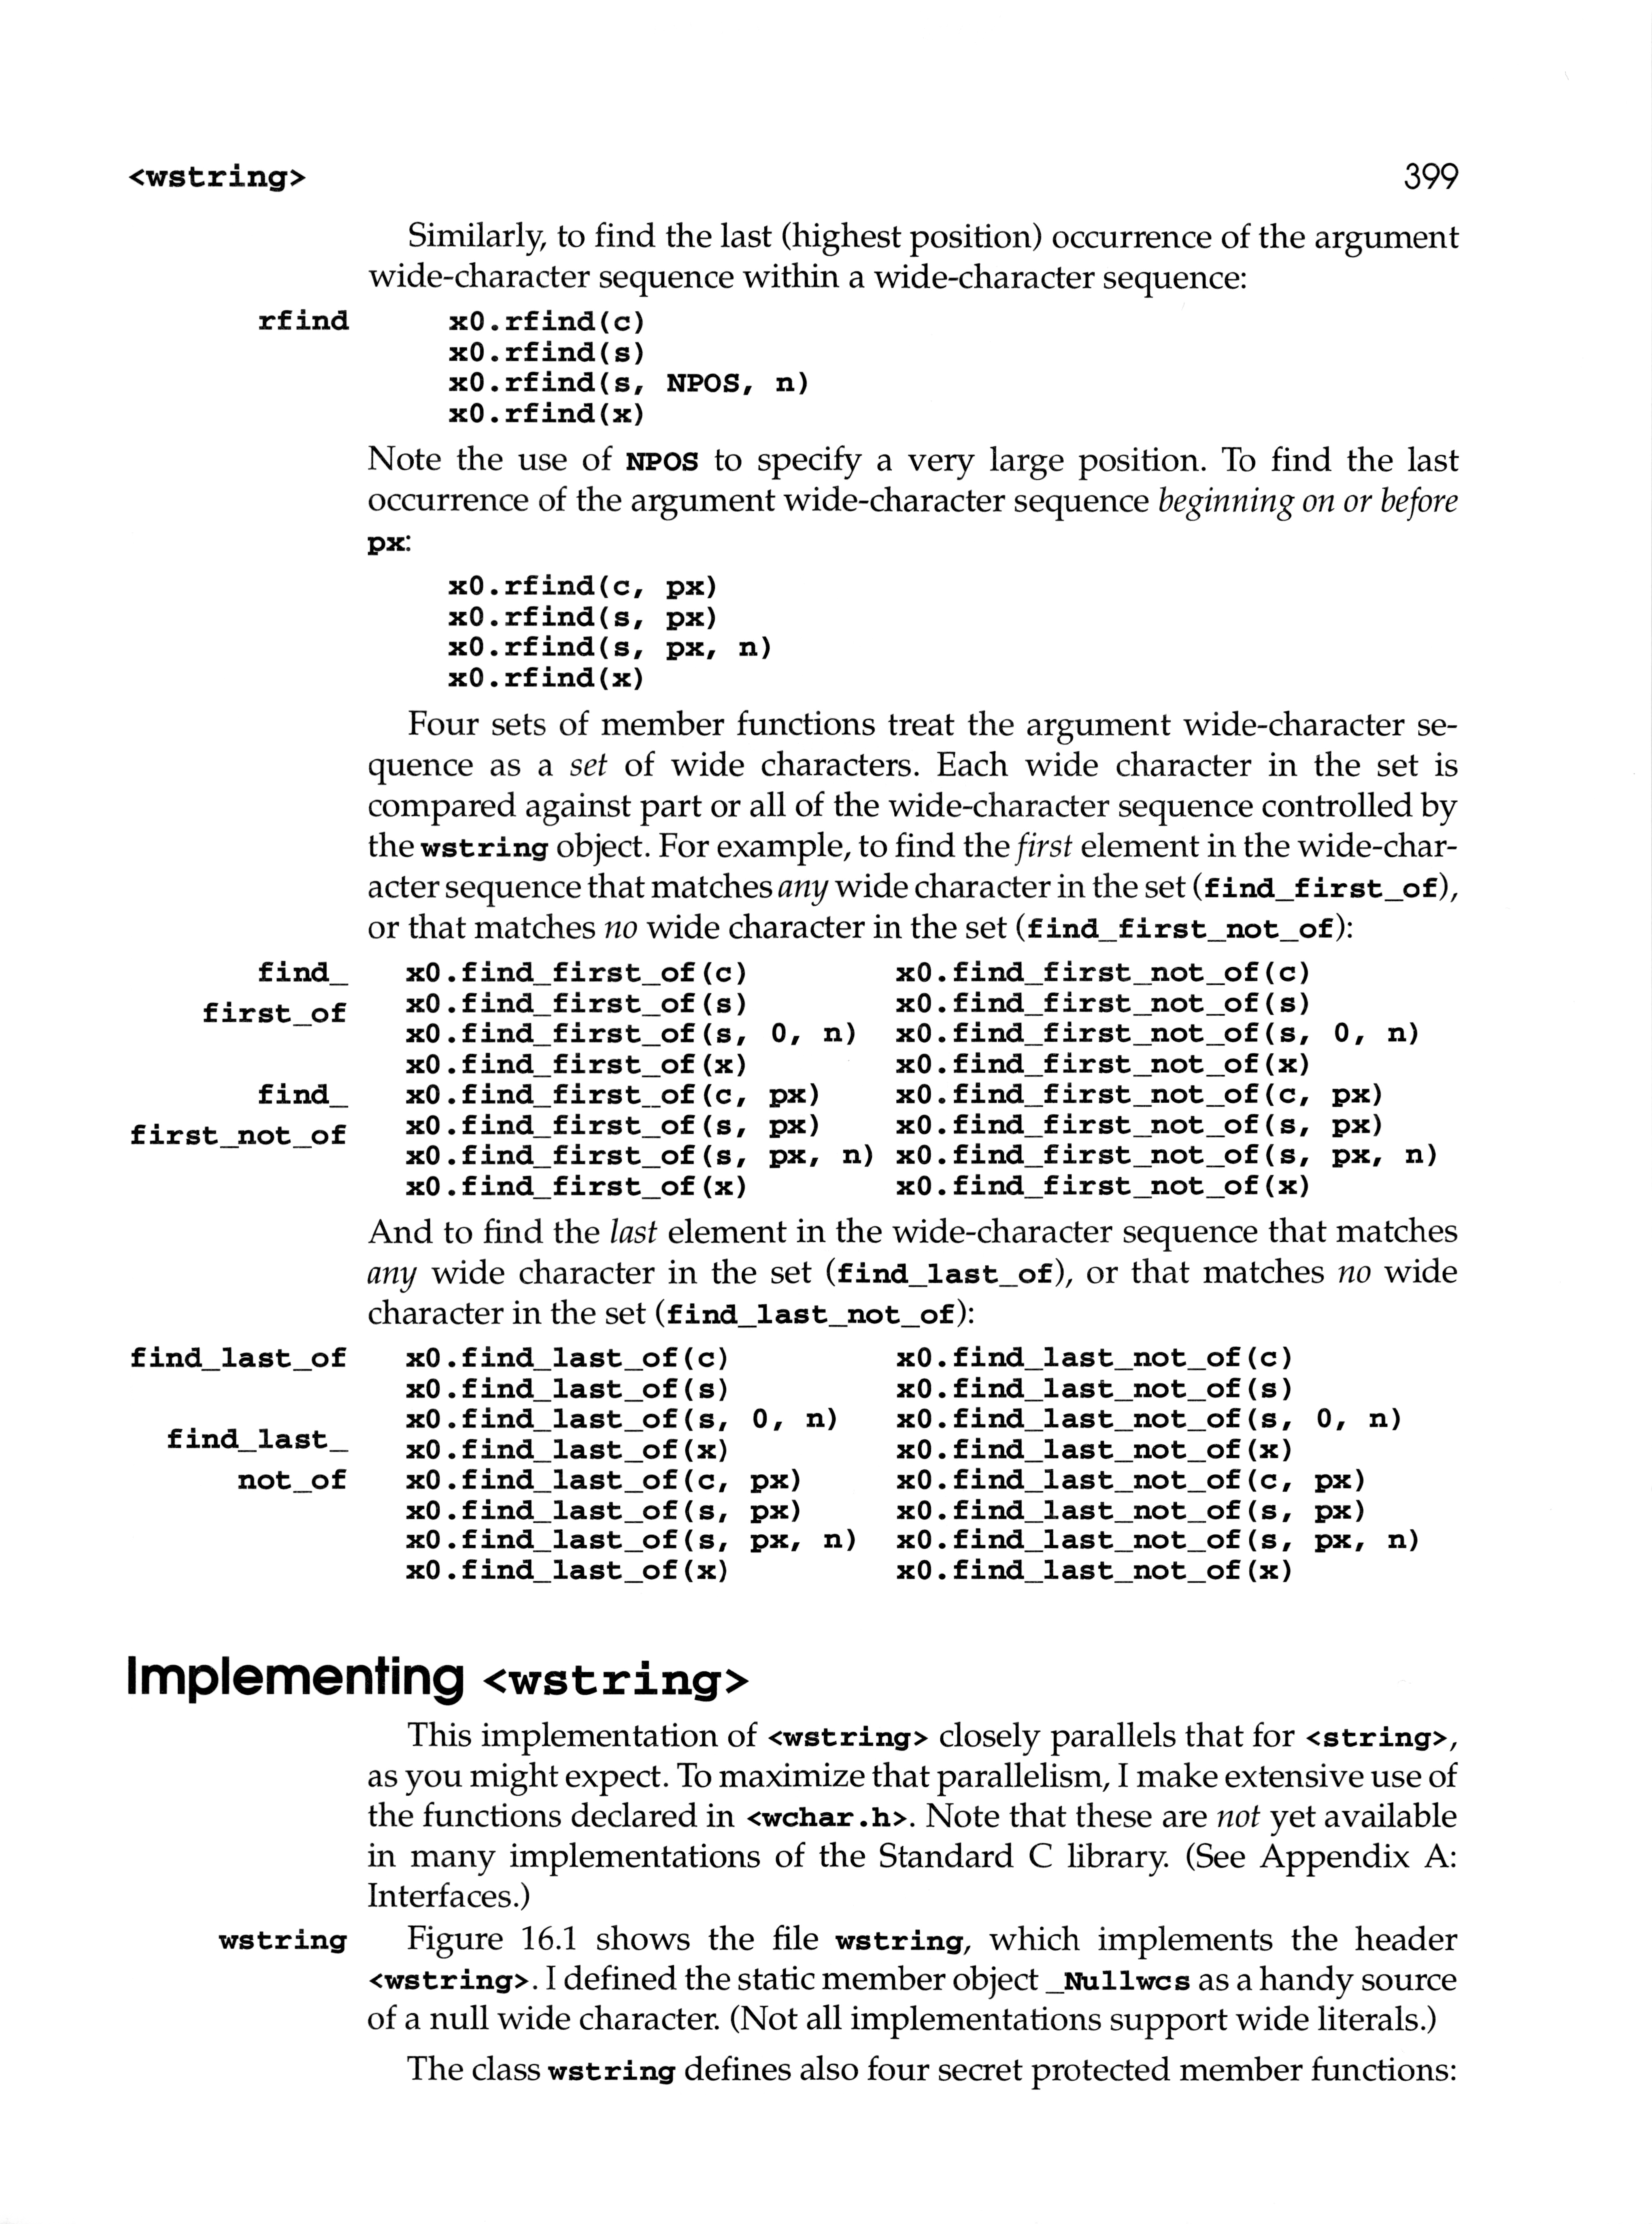 <wstring> 399
Similarly, to find the last (highest position) occurrence of the argument
wide-character sequence within a wide-character sequence:
rfind x0.rfind(c)
x0.rfind(s)
x0.rfind(s, NPOS, n)
x0.rfind(x)
Note the use of NPOS to specify a very large position. To find the last
occurrence of the argument wide-character sequence beginning on or before
px:
x0.rfind(c, px)
x0.rfind(s, px)
x0.rfind(s, px, n)
x0.rfind(x)
Four sets of member functions treat the argument wide-character se-
quence as a set of wide characters. Each wide character in the set is
compared against part or all of the wide-character sequence controlled by
the wstring object. For example, to find the first element in the wide-char-
acter sequence that matches any wide character in the set (find_first_of),
or that matches no wide character in the set (find_first_not_of):
find_ x0.find_first_of(c) x0.find_first_not_of(c)
first_of x0.find_first_of(s) x0.find_first_not_of(s)
x0.find_first_of(s, 0, n) x0.find_first_not_of(s, 0, n)
x0.find_first_of(x) x0.find_first_not_of(x)
find_ x0.find_first_of(c, px) x0.find_first_not_of(c, px)
first_not_of x0.find_first_of(s, px) x0.find_first_not_of(s, px)
x0.find_first_of(s, px, n) x0.find_first_not_of(s, px, n)
x0.find_first_of(x) x0.find_first_not_of(x)
And to find the last element in the wide-character sequence that matches
any wide character in the set (find_last_of), or that matches no wide
character in the set (find_last_not_of):
find_last_of x0.find_last_of(c) x0.find_last_not_of(c)
x0.find_last_of(s) x0.find_last_not_of(s)
x0.find_last_of(s, 0, n) x0.find_last_not_of(s, 0, n)
find_last_ x0.find_last_of(x) x0.find_last_not_of(x)
not_of x0.find_last_of(c, px) x0.find_last_not_of(c, px)
x0.find_last_of(s, px) x0.find_last_not_of(s, px)
x0.find_last_of(s, px, n) x0.find_last_not_of(s, px, n)
x0.find_last_of(x) x0.find_last_not_of(x)
Implementing <wstring>
This implementation of <wstring> closely parallels that for <string>,
as you might expect. To maximize that parallelism, I make extensive use of
the functions declared in <wchar.h>. Note that these are not yet available
in many implementations of the Standard C library. (See Appendix A:
Interfaces.)
wstring Figure 16.1 shows the file wstring, which implements the header
<wstring>. I defined the static member object _Nullwcs as a handy source
of a null wide character. (Not all implementations support wide literals.)
The class wstring defines also four secret protected member functions: